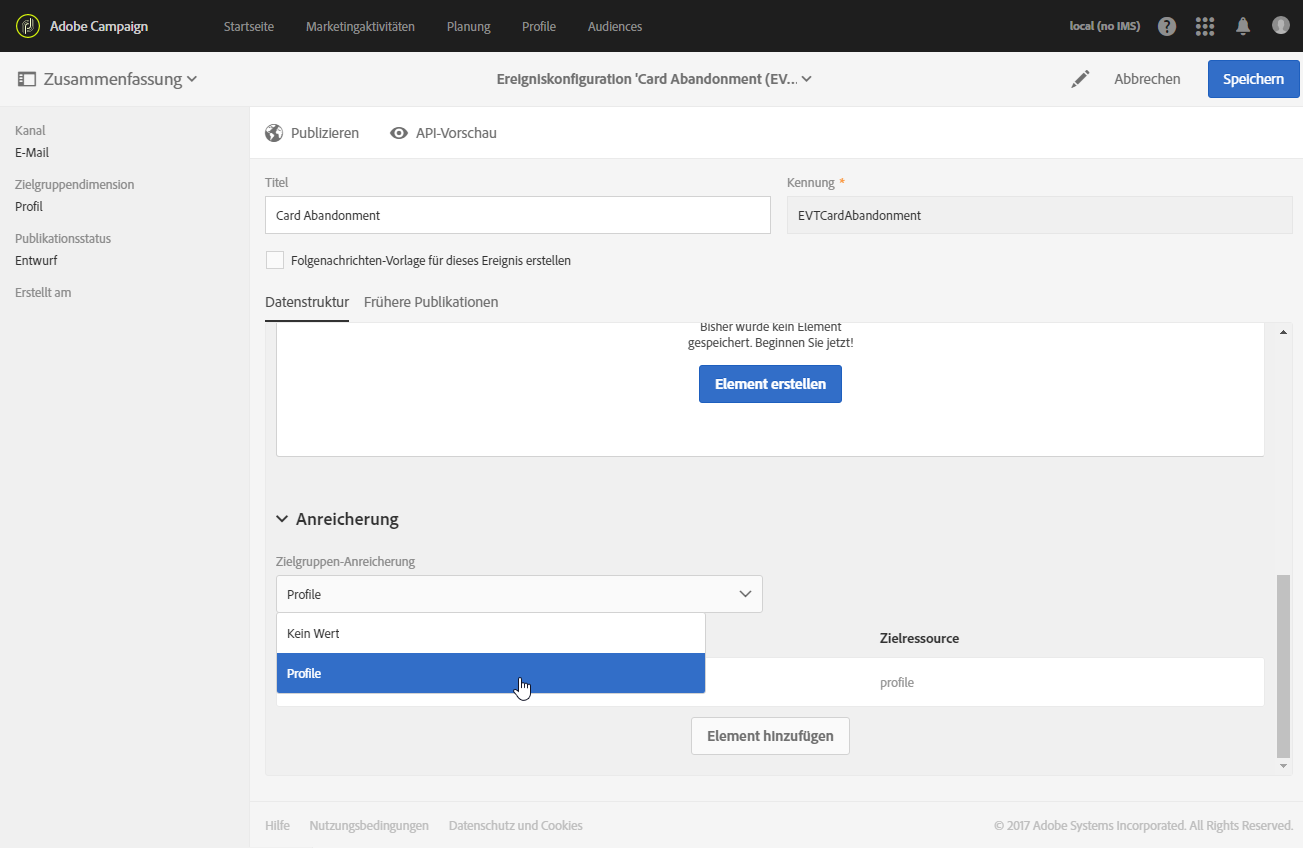 Adobe Campaign
Startseite
Marketingaktivitäten
Planung
Profile
Audiences
local (no IMS)
Zusammenfassung
Ereigniskonfiguration 'Card Abandonment (EV...
Abbrechen
Speichern
Kanal
E-Mail
Zielgruppendimension
Profil
Publikationsstatus
Entwurf
Erstellt am
Publizieren
API-Vorschau
Titel
Kennung *
Card Abandonment
EVTCardAbandonment
Folgenachrichten-Vorlage für dieses Ereignis erstellen
Datenstruktur
Frühere Publikationen
Bisher wurde kein Element
gespeichert. Beginnen Sie jetzt!
Element erstellen
Anreicherung
Zielgruppen-Anreicherung
Profile
Kein Wert
Profile
Zielressource
profile
Element hinzufügen
Hilfe
Nutzungsbedingungen
Datenschutz und Cookies
© 2017 Adobe Systems Incorporated. All Rights Reserved.